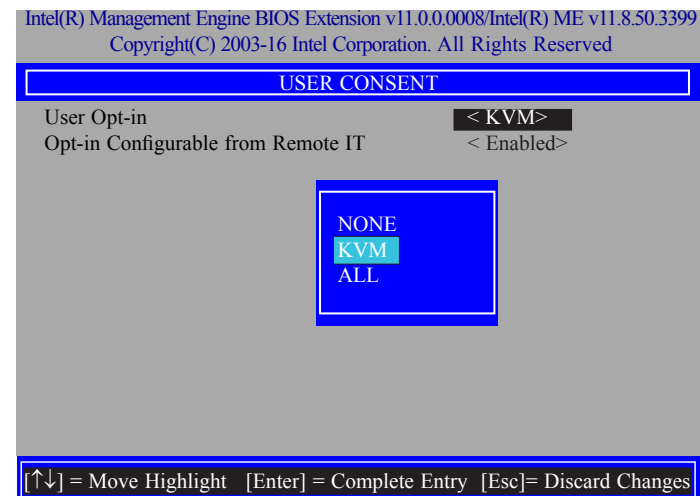 Intel(R) Management Engine BIOS Extension v11.0.0.0008/Intel(R) ME v11.8.50.3399
Copyright(C) 2003-16 Intel Corporation. All Rights Reserved
USER CONSENT
User Opt-in < KVM>
Opt-in Configurable from Remote IT < Enabled>
NONE
KVM
ALL
[↑↓] = Move Highlight [Enter] = Complete Entry [Esc]= Discard Changes